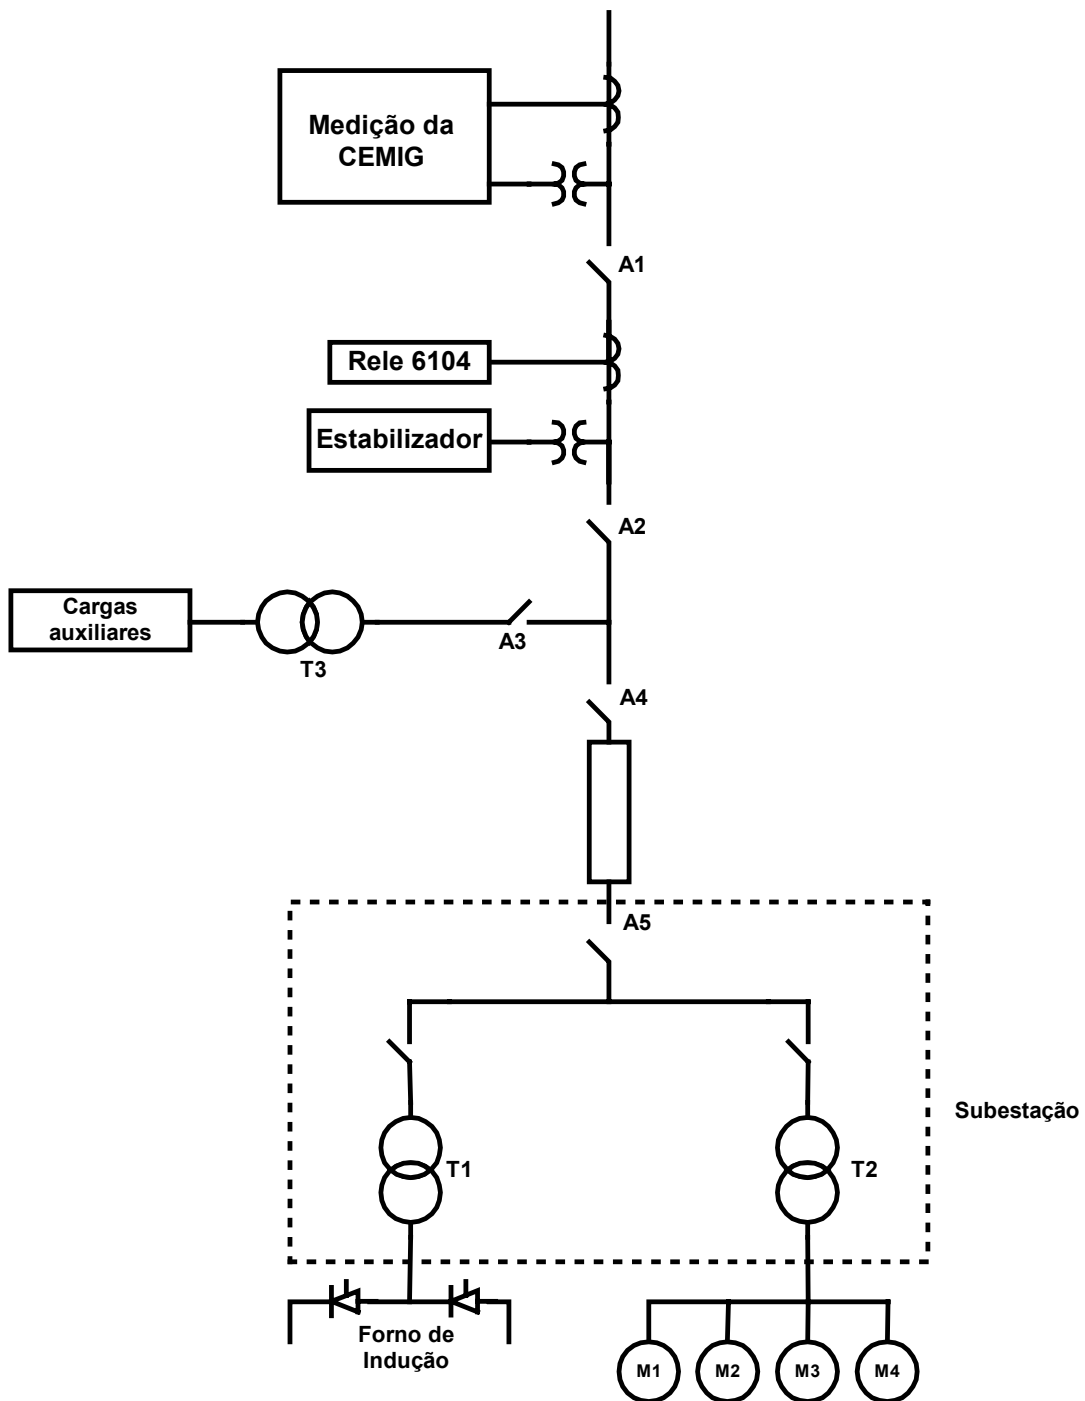 Medição da
CEMIG
A1
Rele 6104
Estabilizador
A2
Cargas
auxiliares
T3
A3
A4
A5
Subestação
T1
T2
Forno de
Indução
M1
M2
M3
M4